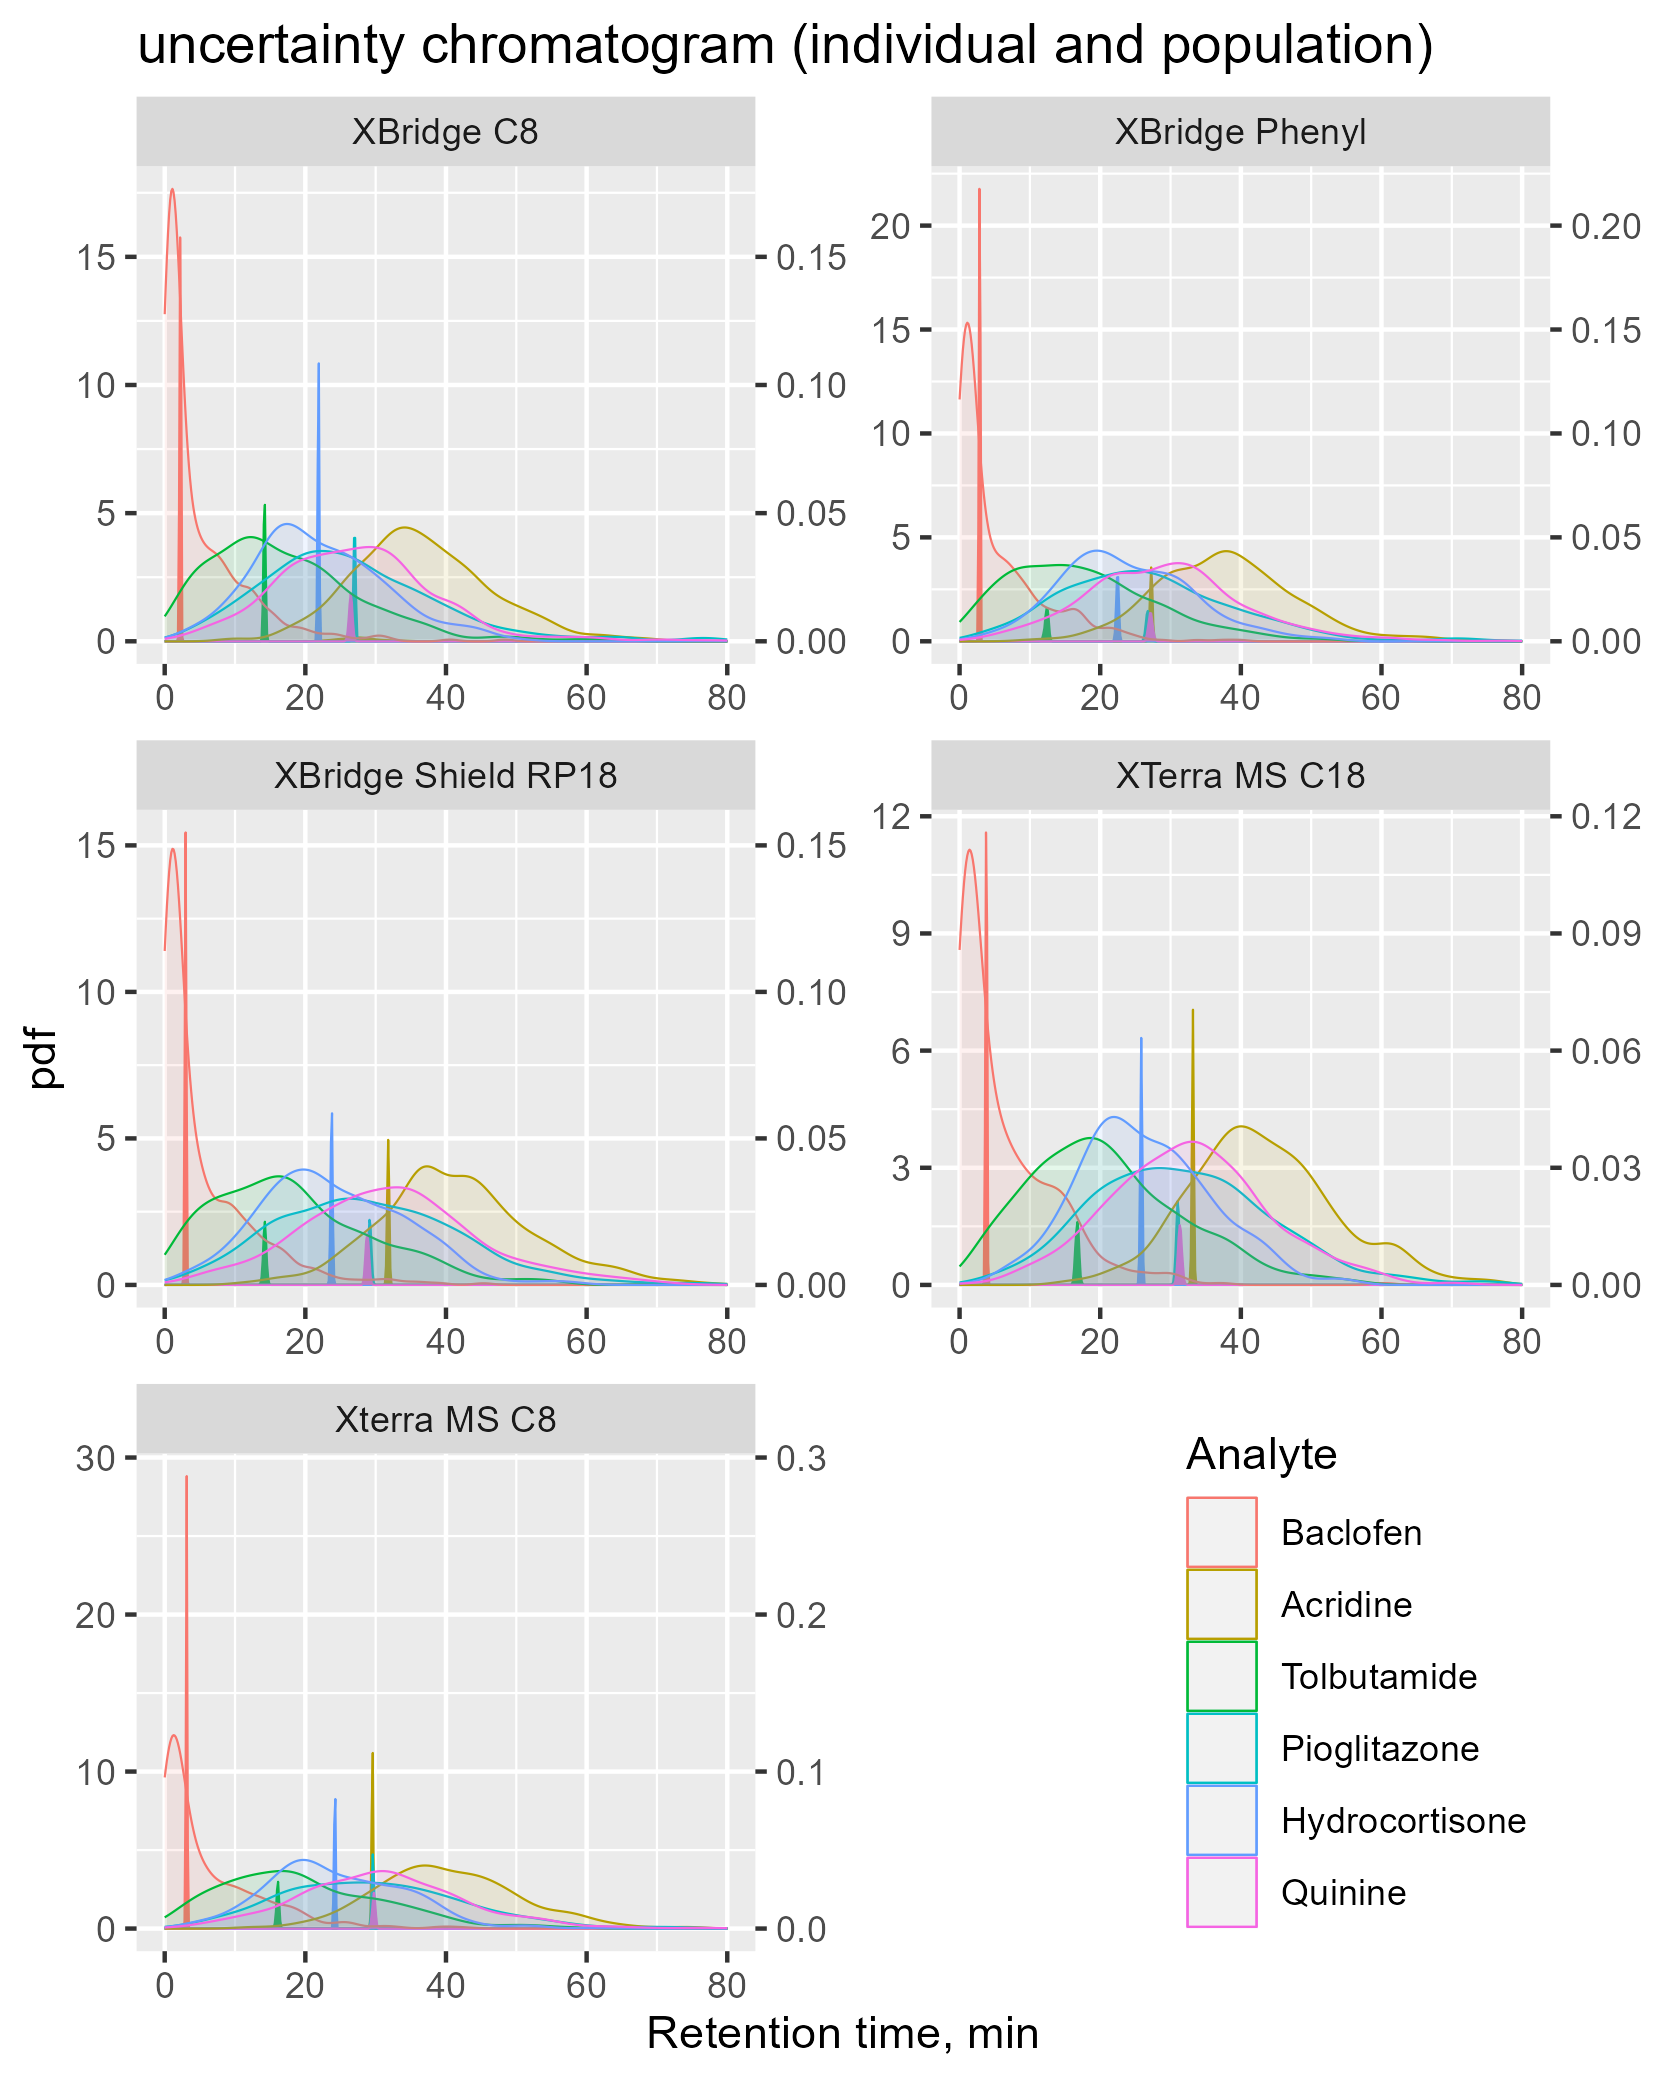 uncertainty chromatogram (individual and population)
XBridge C8
XBridge Phenyl
15
10
5
0
0.15
0.10
0.05
0.00
20
15
10
5
0
0.20
0.15
0.10
0.05
0.00
0 20 40 60 80
0 20 40 60 80
XBridge Shield RP18
XTerra MS C18
15
10
5
0
0.15
0.10
0.05
0.00
12
9
6
3
0
0.12
0.09
0.06
0.03
0.00
0 20 40 60 80
0 20 40 60 80
pdf
Xterra MS C8
30
20
10
0
0.3
0.2
0.1
0.0
0 20 40 60 80
Retention time, min
Analyte
Baclofen
Acridine
Tolbutamide
Pioglitazone
Hydrocortisone
Quinine